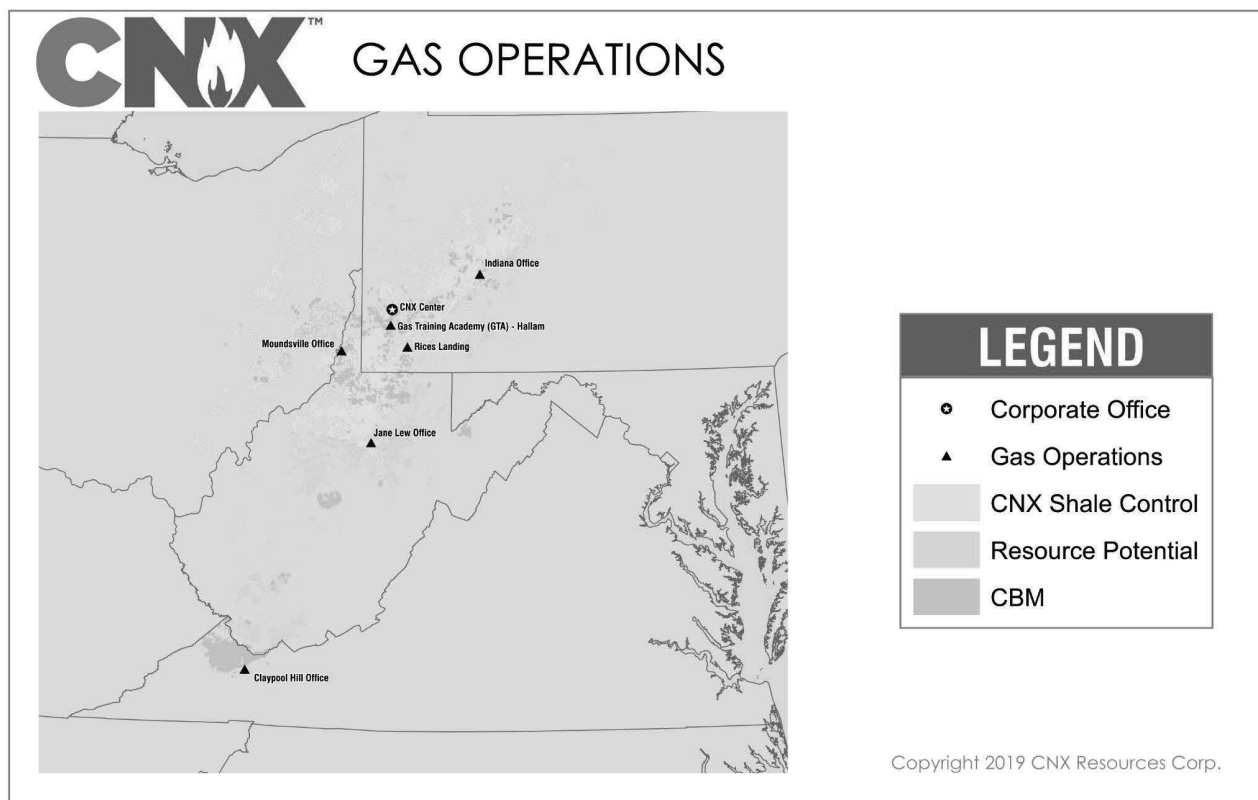 CNX™
GAS OPERATIONS
Indiana Office
CNX Center
Gas Training Academy (GTA) - Hallam
Moundsville Office
Rices Landing
Jane Lew Office
Claypool Hill Office
LEGEND
Corporate Office
Gas Operations
CNX Shale Control
Resource Potential
CBM
Copyright 2019 CNX Resources Corp.